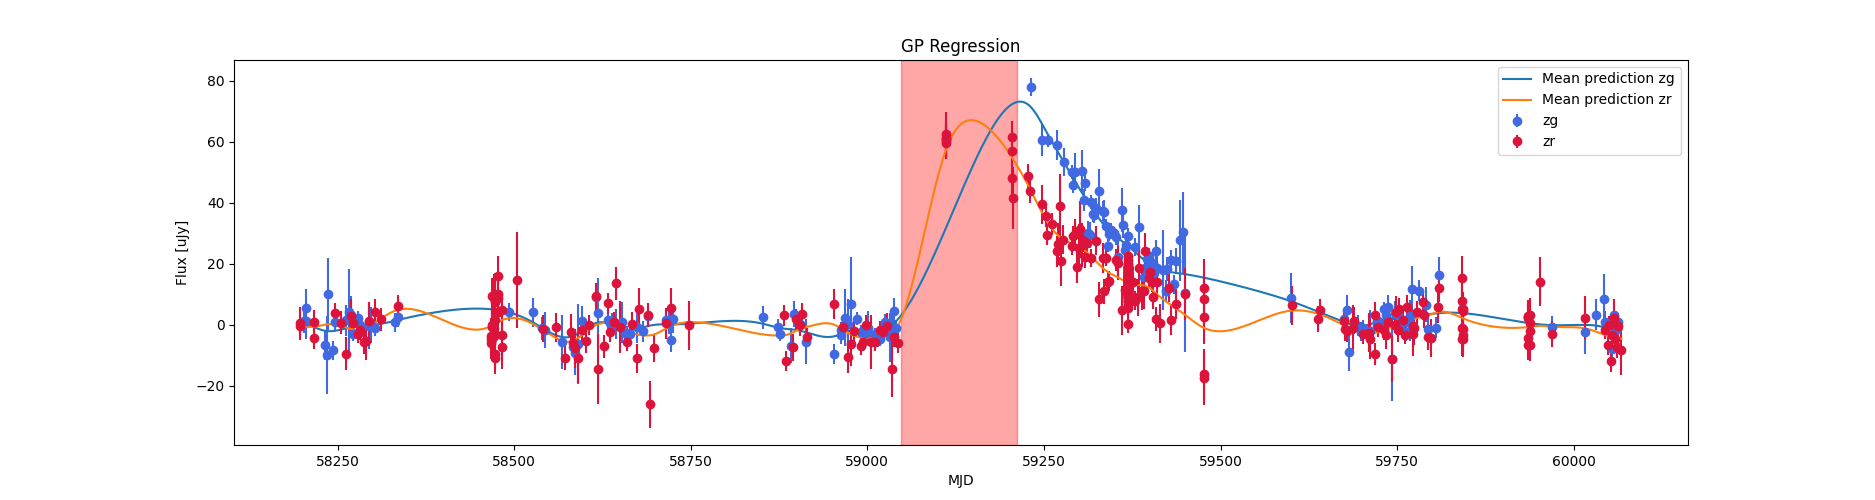 GP Regression
Flux [uJy]
80
60
40
20
0
−20
Mean prediction zg
Mean prediction zr
zg
zr
58250 58500 58750 59000 59250 59500 59750 60000
MJD